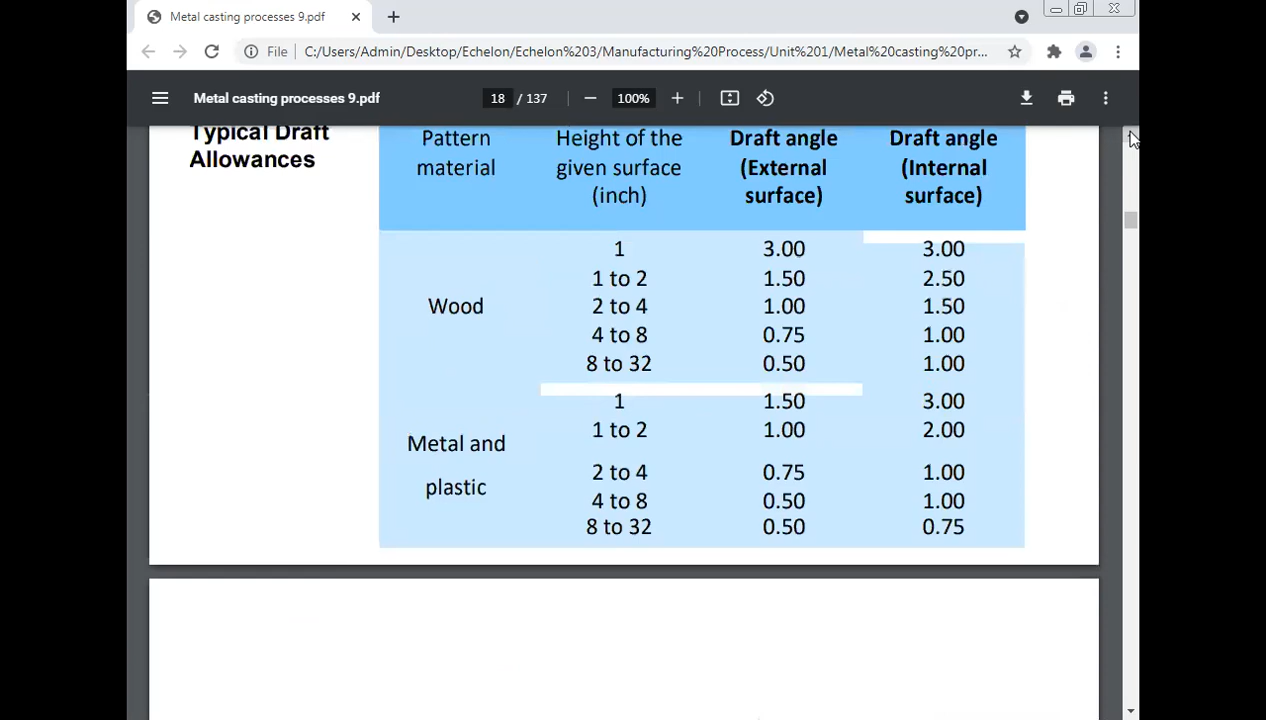 Metal casting processes 9.pdf
File C:/Users/Admin/Desktop/Echelon/Echelon%203/Manufacturing%20Process/Unit%201/Metal%20casting%20pr...
Metal casting processes 9.pdf 18 / 137 100%
Typical Draft
Allowances
Pattern
material
Height of the
given surface
(inch)
Draft angle
(External
surface)
Draft angle
(Internal
surface)
1 3.00 3.00
1 to 2 1.50 2.50
Wood 2 to 4 1.00 1.50
4 to 8 0.75 1.00
8 to 32 0.50 1.00
1 1.50 3.00
1 to 2 1.00 2.00
Metal and
2 to 4 0.75 1.00
plastic
4 to 8 0.50 1.00
8 to 32 0.50 0.75